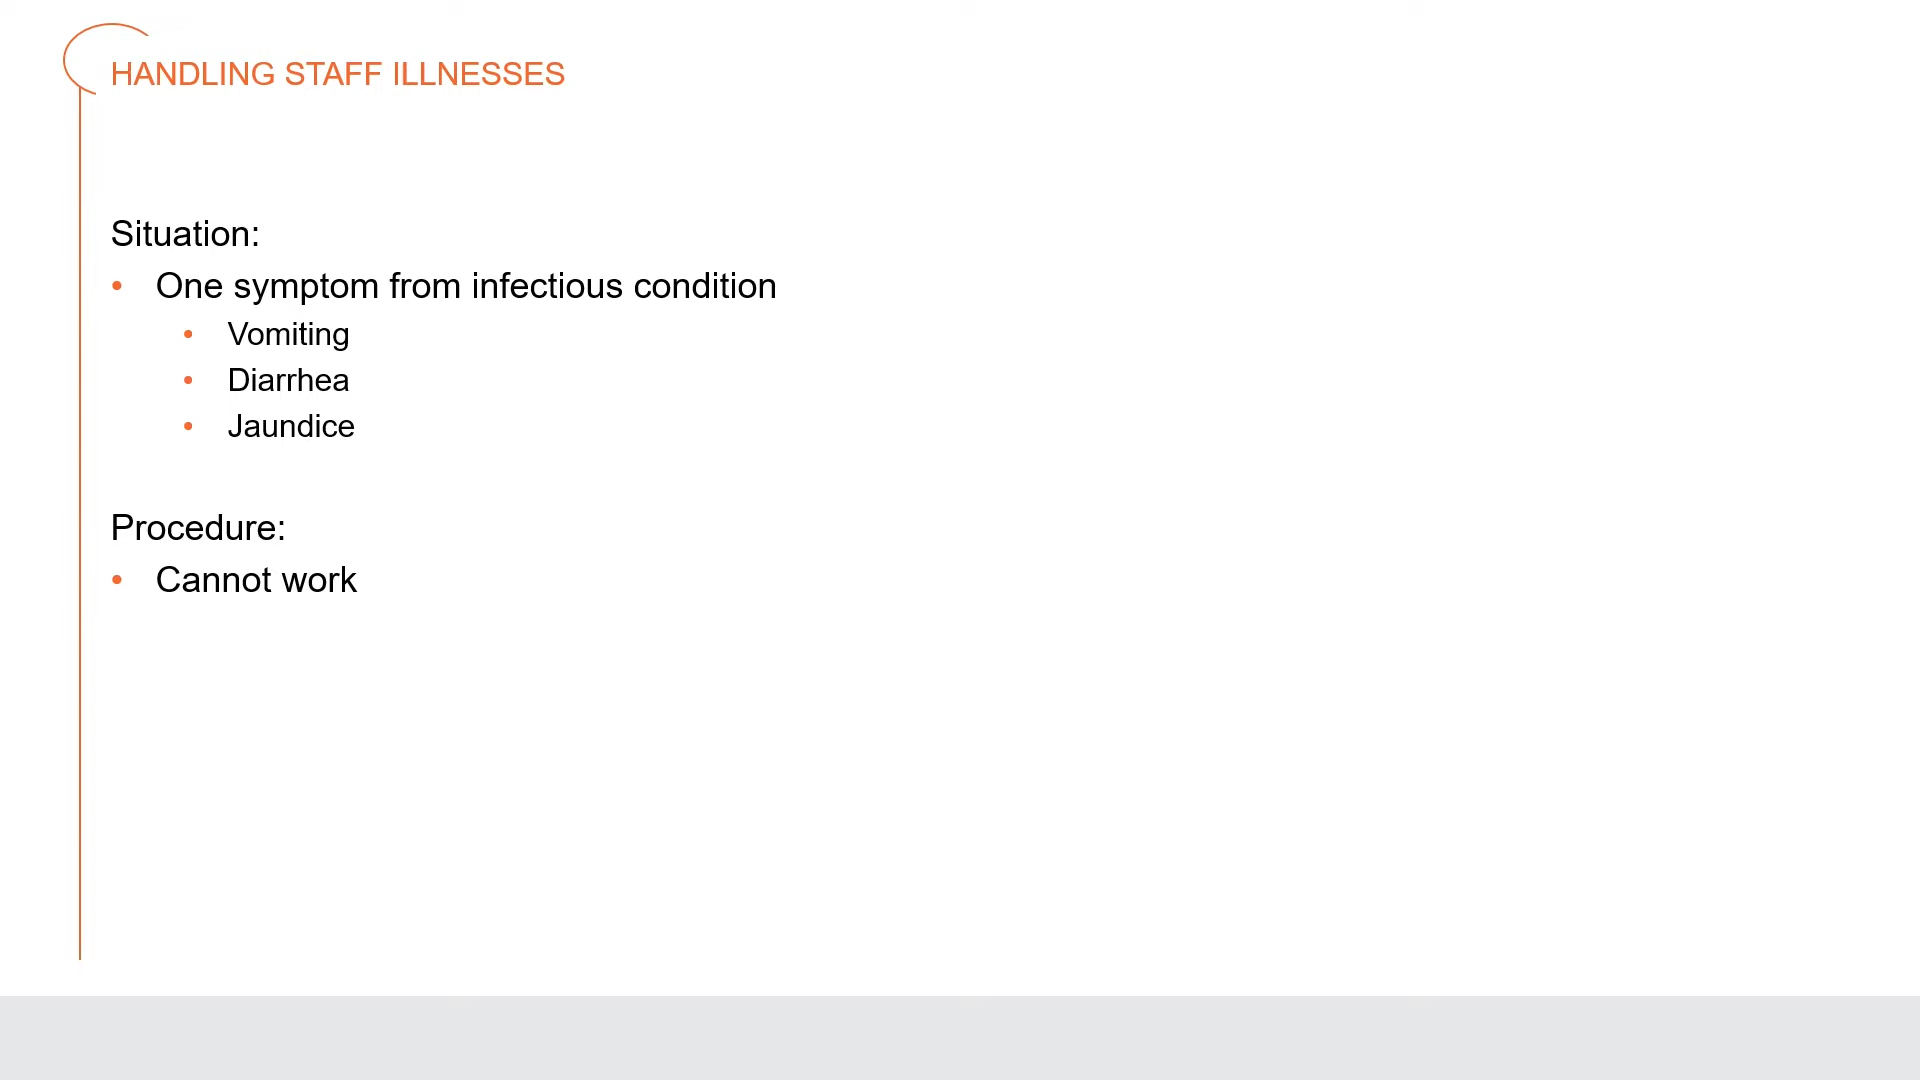 HANDLING STAFF ILLNESSES
Situation:
• One symptom from infectious condition
• Vomiting
• Diarrhea
• Jaundice
Procedure:
• Cannot work